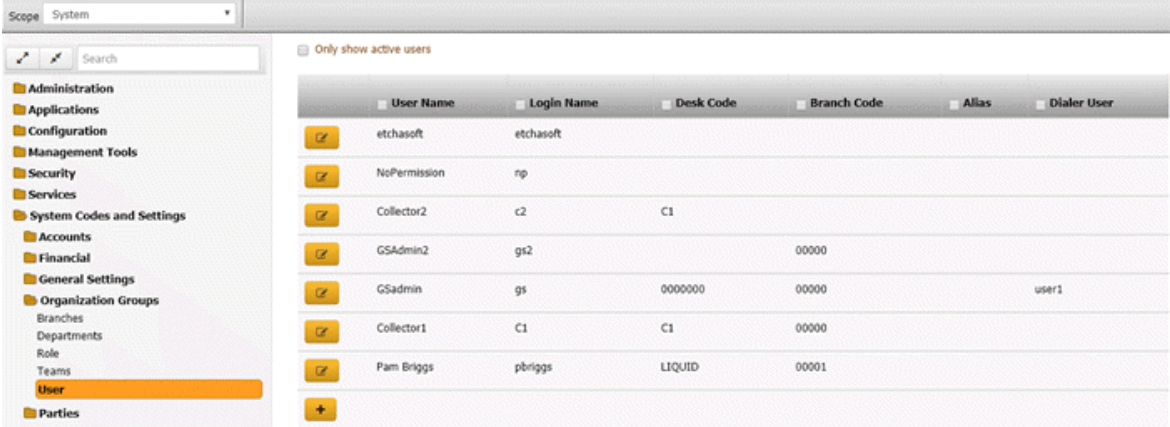 Scope System
Search
Administration
Applications
Configuration
Management Tools
Security
Services
System Codes and Settings
Accounts
Financial
General Settings
Organization Groups
Branches
Departments
Role
Teams
User
Parties
Only show active users
User Name Login Name Desk Code Branch Code Alias Dialer User
etchasoft etchasoft
NoPermission np
Collector2 c2 C1
GSAdmin2 gs2 00000
GSadmin gs 0000000 00000 user1
Collector1 C1 C1 00000
Pam Briggs pbriggs LIQUID 00001